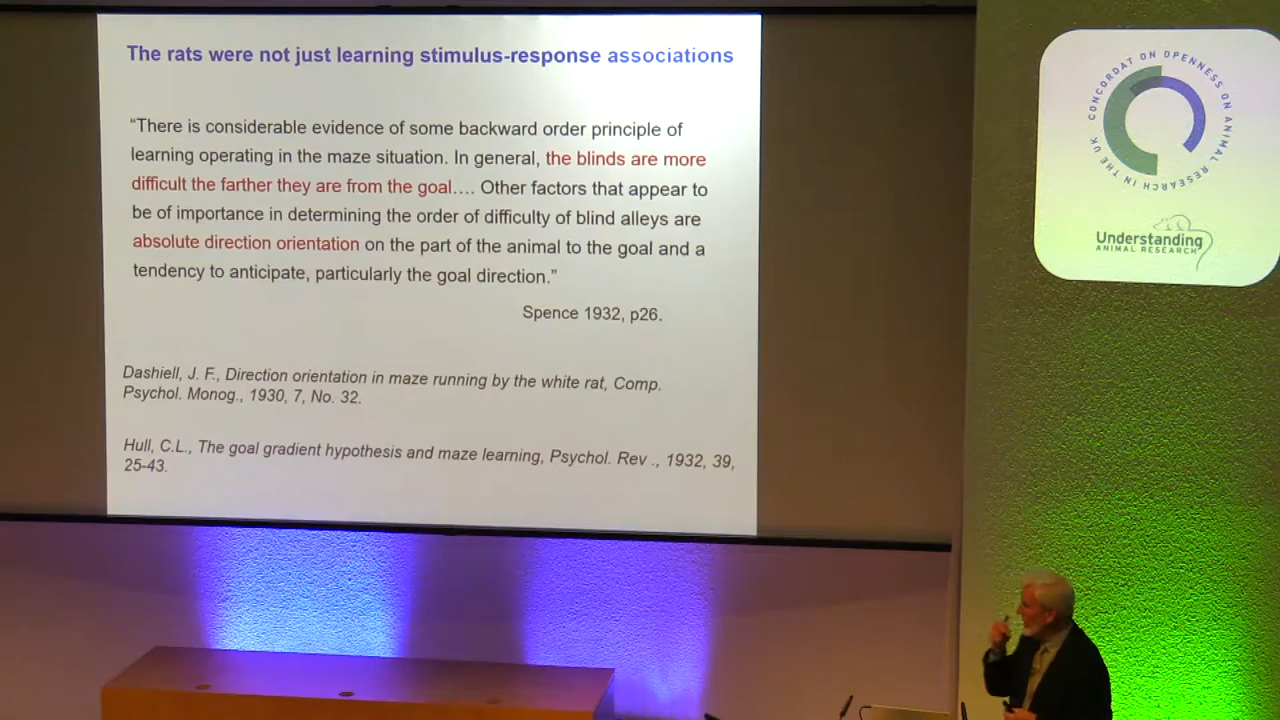 The rats were not just learning stimulus-response associations
“There is considerable evidence of some backward order principle of
learning operating in the maze situation. In general, the blinds are more
difficult the farther they are from the goal…. Other factors that appear to
be of importance in determining the order of difficulty of blind alleys are
absolute direction orientation on the part of the animal to the goal and a
tendency to anticipate, particularly the goal direction.”
Spence 1932, p26.
Dashiell, J. F., Direction orientation in maze running by the white rat, Comp.
Psychol. Monog., 1930, 7, No. 32.
Hull, C.L., The goal gradient hypothesis and maze learning, Psychol. Rev ., 1932, 39,
25-43.
CONCORDAT ON OPENNESS ON ANIMAL RESEARCH IN THE UK
Understanding
ANIMAL RESEARCH